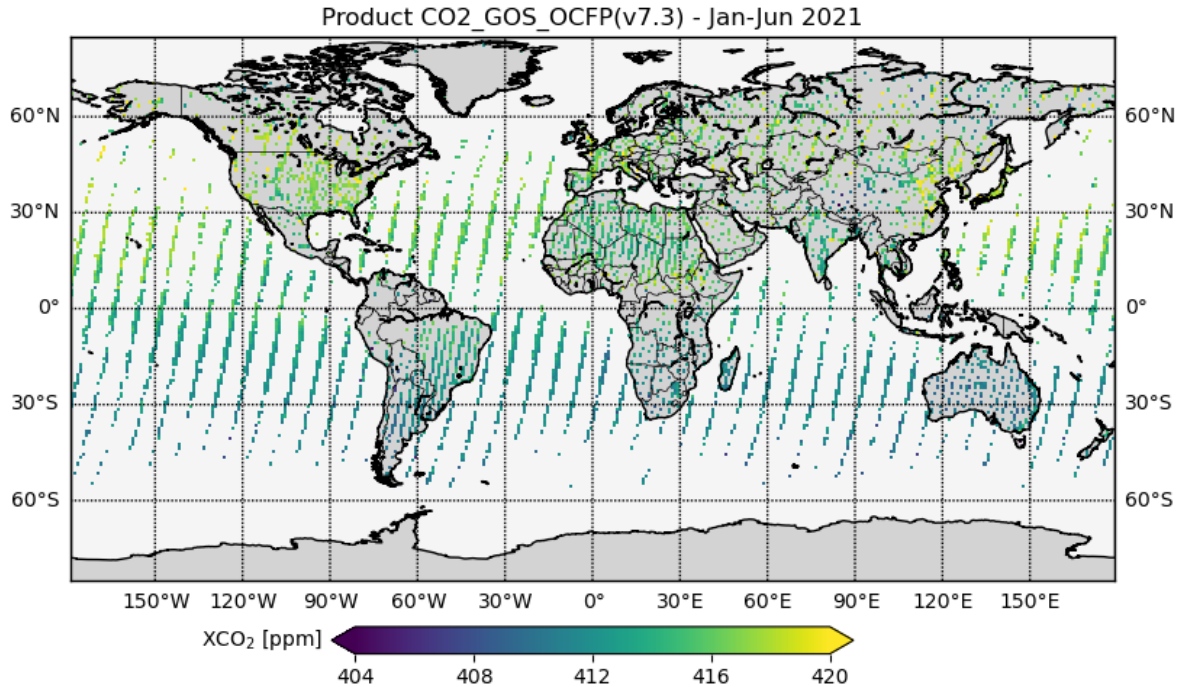 Product CO2_GOS_OCFP(v7.3) - Jan-Jun 2021
60°N 60°N
30°N 30°N
0° 0°
30°S 30°S
60°S 60°S
150°W 120°W 90°W 60°W 30°W 0° 30°E 60°E 90°E 120°E 150°E
XCO₂ [ppm]
404 408 412 416 420